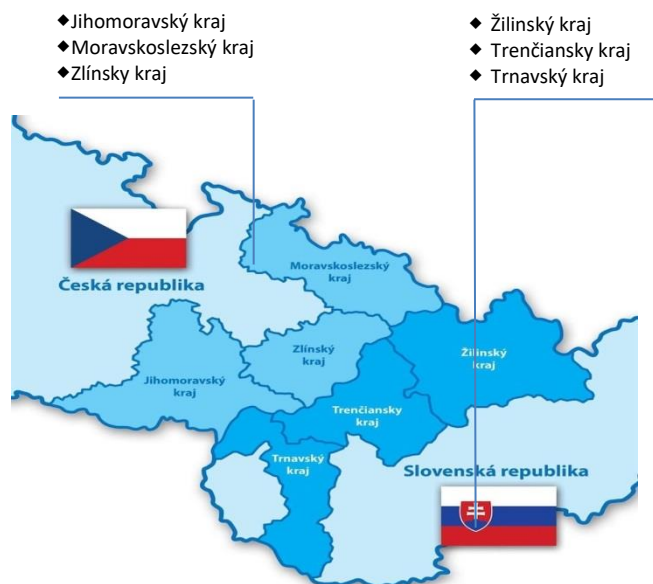 ◆Jihomoravský kraj
◆Moravskoslezský kraj
◆Zlínsky kraj
◆ Žilinský kraj
◆ Trenčiansky kraj
◆ Trnavský kraj
Moravskoslezský
kraj
Česká republika
Zlínský
kraj
Žilinský
kraj
Jihomoravský
kraj
Trenčiansky
kraj
Trnavský
kraj
Slovenská republika